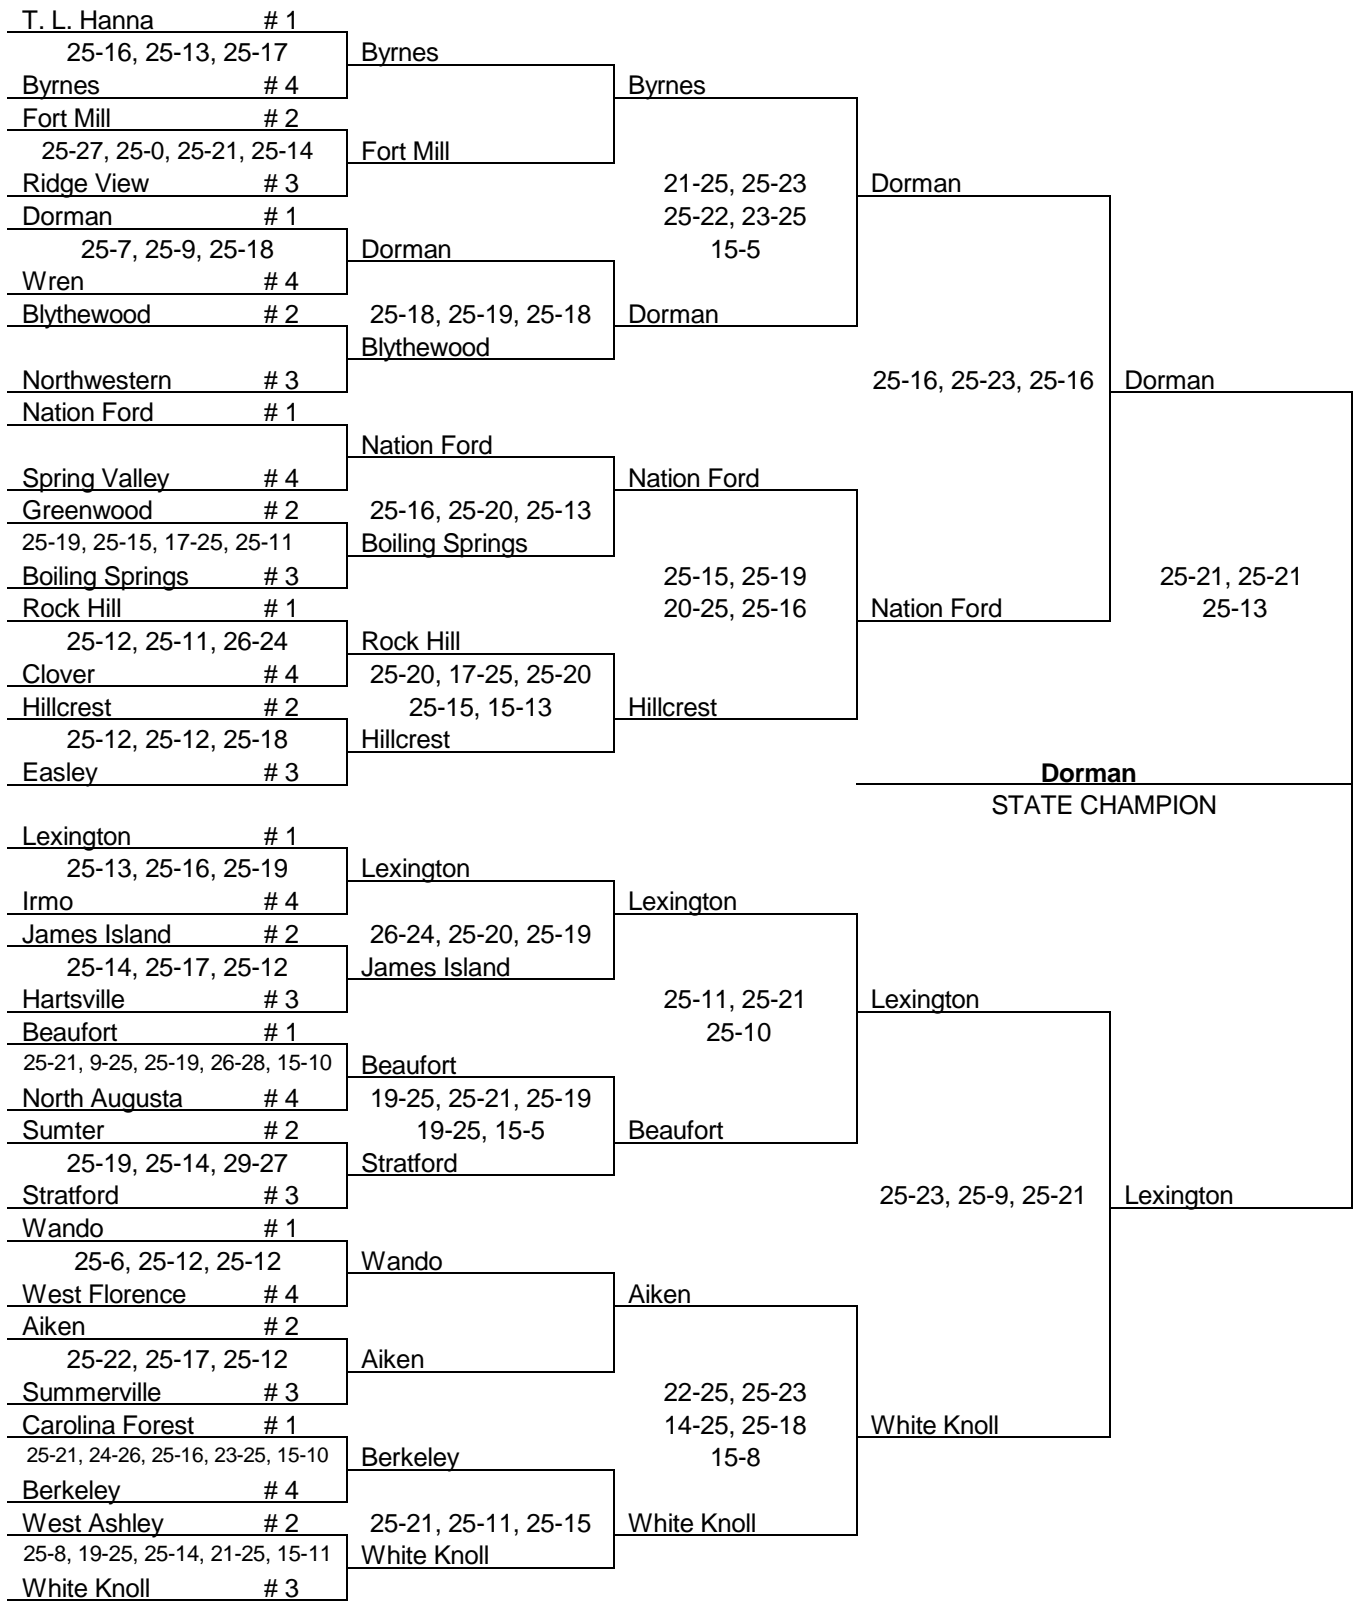 T. L. Hanna # 1
25-16, 25-13, 25-17 Byrnes
Byrnes # 4 Byrnes
Fort Mill # 2
25-27, 25-0, 25-21, 25-14 Fort Mill
Ridge View # 3 21-25, 25-23 Dorman
Dorman # 1 25-22, 23-25
25-7, 25-9, 25-18 Dorman 15-5
Wren # 4
Blythewood # 2 25-18, 25-19, 25-18 Dorman
Blythewood
Northwestern # 3 25-16, 25-23, 25-16 Dorman
Nation Ford # 1
Nation Ford
Spring Valley # 4 Nation Ford
Greenwood # 2 25-16, 25-20, 25-13
25-19, 25-15, 17-25, 25-11 Boiling Springs
Boiling Springs # 3 25-15, 25-19 25-21, 25-21
Rock Hill # 1 20-25, 25-16 Nation Ford 25-13
25-12, 25-11, 26-24 Rock Hill
Clover # 4 25-20, 17-25, 25-20
Hillcrest # 2 25-15, 15-13 Hillcrest
25-12, 25-12, 25-18 Hillcrest
Easley # 3 Dorman
STATE CHAMPION
Lexington # 1
25-13, 25-16, 25-19 Lexington
Irmo # 4 Lexington
James Island # 2 26-24, 25-20, 25-19
25-14, 25-17, 25-12 James Island
Hartsville # 3 25-11, 25-21 Lexington
Beaufort # 1 25-10
25-21, 9-25, 25-19, 26-28, 15-10 Beaufort
North Augusta # 4 19-25, 25-21, 25-19
Sumter # 2 19-25, 15-5 Beaufort
25-19, 25-14, 29-27 Stratford
Stratford # 3 25-23, 25-9, 25-21 Lexington
Wando # 1
25-6, 25-12, 25-12 Wando
West Florence # 4 Aiken
Aiken # 2
25-22, 25-17, 25-12 Aiken
Summerville # 3 22-25, 25-23
Carolina Forest # 1 14-25, 25-18 White Knoll
25-21, 24-26, 25-16, 23-25, 15-10 Berkeley 15-8
Berkeley # 4
West Ashley # 2 25-21, 25-11, 25-15 White Knoll
25-8, 19-25, 25-14, 21-25, 15-11 White Knoll
White Knoll # 3